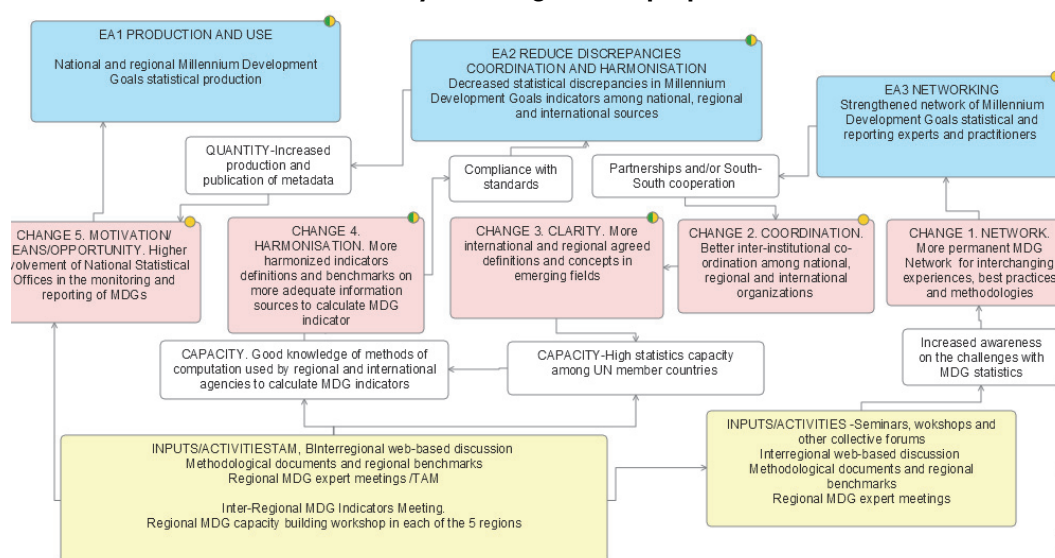 EA1 PRODUCTION AND USE
National and regional Millennium Development
Goals statistical production
EA2 REDUCE DISCREPANCIES
COORDINATION AND HARMONISATION
Decreased statistical discrepancies in Millennium
Development Goals indicators among national, regional
and international sources
EA3 NETWORKING
Strengthened network of Millennium
Development Goals statistical and
reporting experts and practitioners
QUANTITY-Increased
production and
publication of metadata
Compliance with
standards
Partnerships and/or South-
South cooperation
CHANGE 5. MOTIVATION/
EANS/OPPORTUNITY. Higher
volvement of National Statistical
Offices in the monitoring and
reporting of MDGs
CHANGE 4.
HARMONISATION. More
harmonized indicators
definitions and benchmarks on
more adequate information
sources to calculate MDG
indicator
CHANGE 3. CLARITY. More
international and regional agreed
definitions and concepts in
emerging fields
CHANGE 2. COORDINATION.
Better inter-institutional co-
ordination among national,
regional and international
organizations
CHANGE 1. NETWORK.
More permanent MDG
Network for interchanging
experiences, best practices
and methodologies
CAPACITY. Good knowledge of methods of
computation used by regional and international
agencies to calculate MDG indicators
CAPACITY-High statistics capacity
among UN member countries
Increased awareness
on the challenges with
MDG statistics
INPUTS/ACTIVITIESTAM, BInterregional web-based discussion
Methodological documents and regional benchmarks
Regional MDG expert meetings /TAM
Inter-Regional MDG Indicators Meeting.
Regional MDG capacity building workshop in each of the 5 regions
INPUTS/ACTIVITIES -Seminars, wokshops and
other collective forums
Interregional web-based discussion
Methodological documents and regional
benchmarks
Regional MDG expert meetings